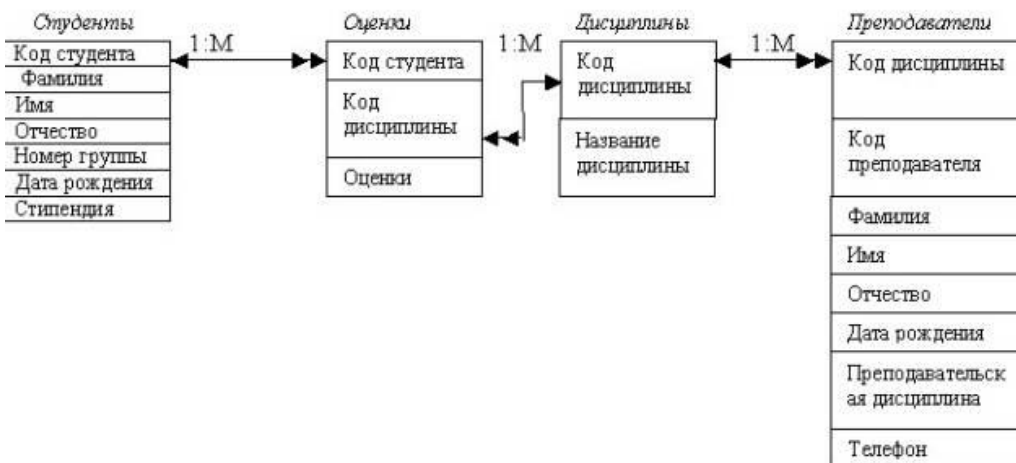 Студенты
Код студента
Фамилия
Имя
Отчество
Номер группы
Дата рождения
Стипендия
1:М
Оценки
Код студента
Код
дисциплины
Оценки
1:М
Дисциплины
Код
дисциплины
Название
дисциплины
1:М
Преподаватели
Код дисциплины
Код
преподавателя
Фамилия
Имя
Отчество
Дата рождения
Преподавательск
ая дисциплина
Телефон